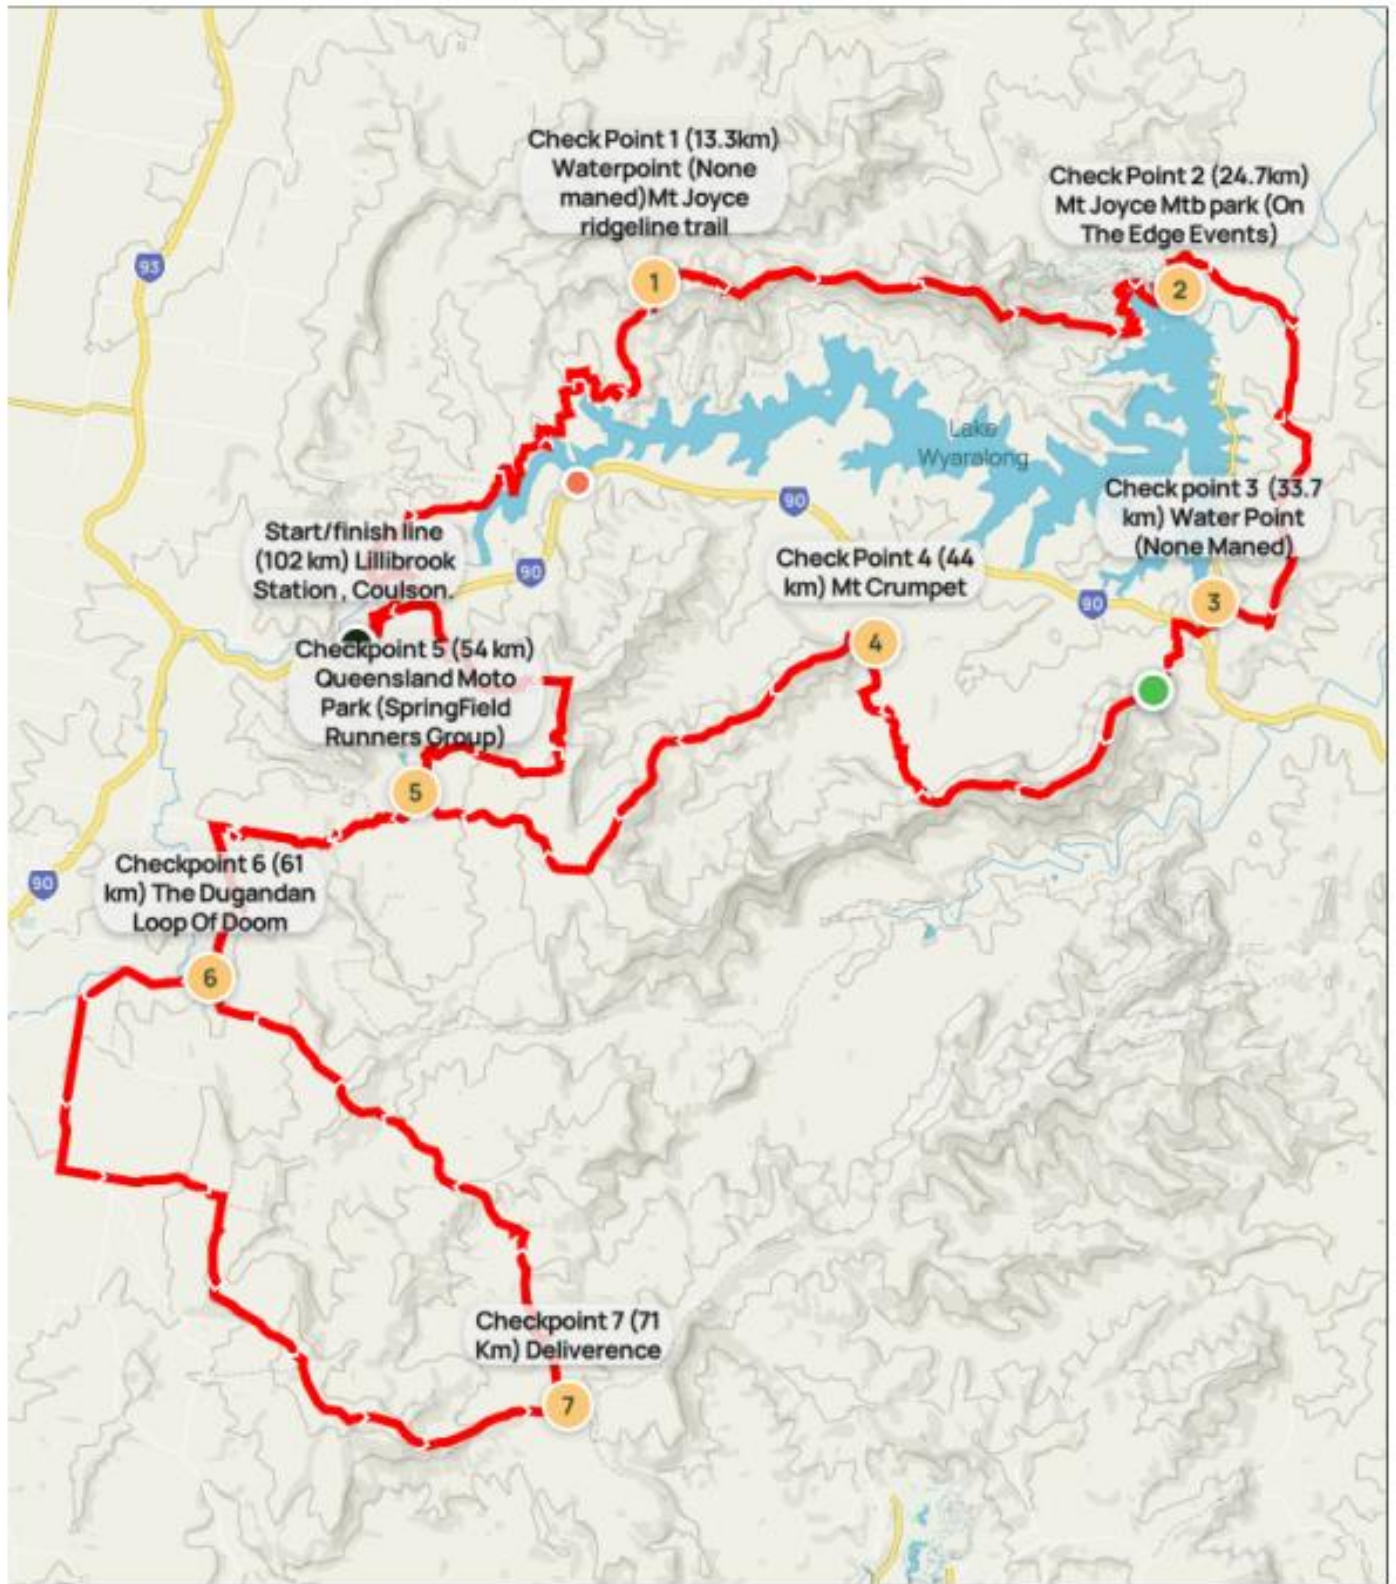 Check Point 1 (13.3km)
Waterpoint (None
maned)Mt Joyce
ridgeline trail
Check Point 2 (24.7km)
Mt Joyce Mtb park (On
The Edge Events)
93
1
2
Lake
Wyaralong
90
Check point 3 (33.7
km) Water Point
(None Maned)
Start/finish line
(102 km) Lillibrook
Station , Coulson.
90
Check Point 4 (44
km) Mt Crumpet
90
3
4
Checkpoint 5 (54 km)
Queensland Moto
Park (SpringField
Runners Group)
5
Checkpoint 6 (61
km) The Dugandan
Loop Of Doom
90
6
Checkpoint 7 (71
Km) Deliverence
7